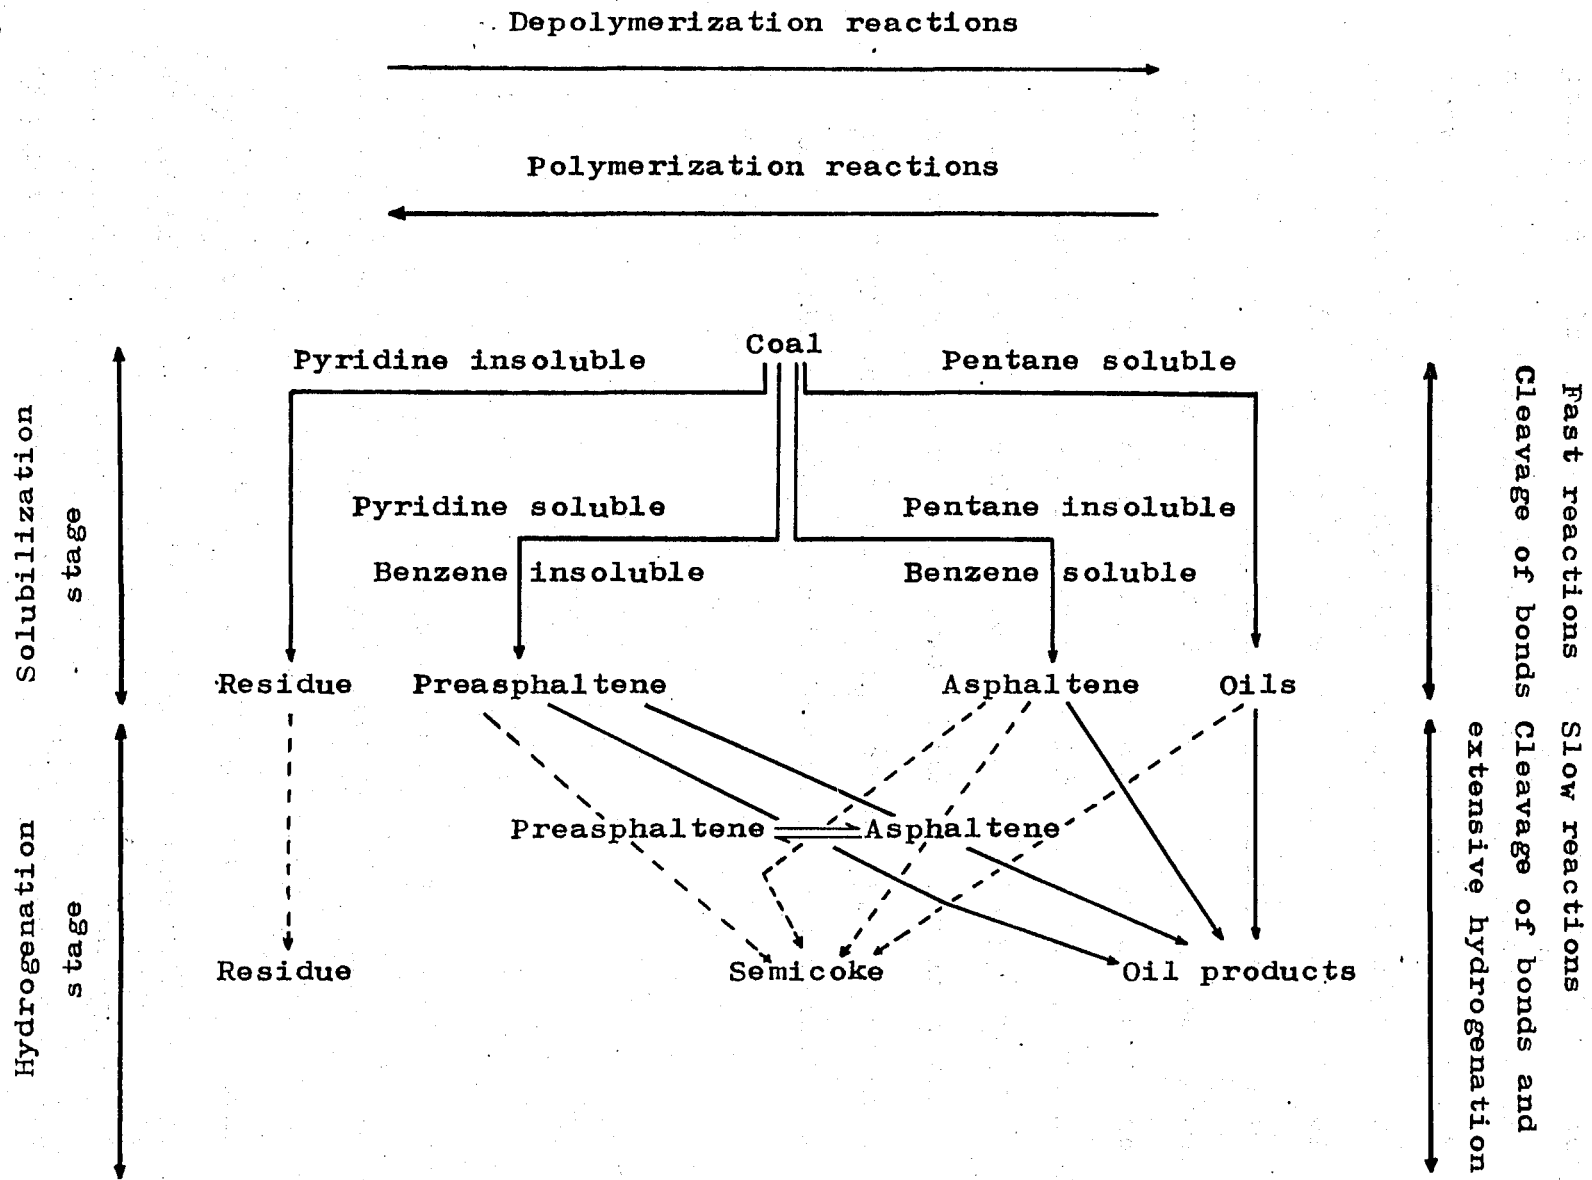 Depolymerization reactions
Polymerization reactions
Coal
Pyridine insoluble
Pentane soluble
Pyridine soluble
Pentane insoluble
Benzene insoluble
Benzene soluble
Residue
Preasphaltene
Asphaltene
Oils
Preasphaltene
Asphaltene
Residue
Semicoke
Oil products
Solubilization
stage
Hydrogenation
stage
Fast reactions
Cleavage of bonds
Slow reactions
Cleavage of bonds and
extensive hydrogenation